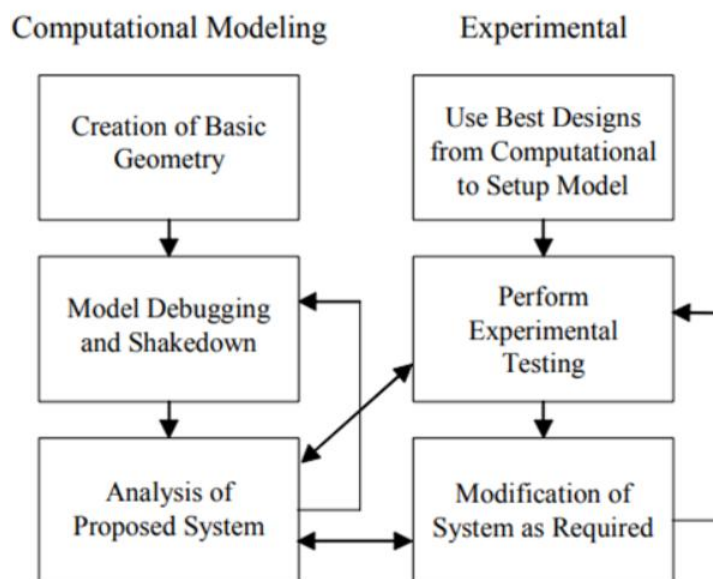 Computational Modeling
Experimental
Creation of Basic
Geometry
Use Best Designs
from Computational
to Setup Model
Model Debugging
and Shakedown
Perform
Experimental
Testing
Analysis of
Proposed System
Modification of
System as Required